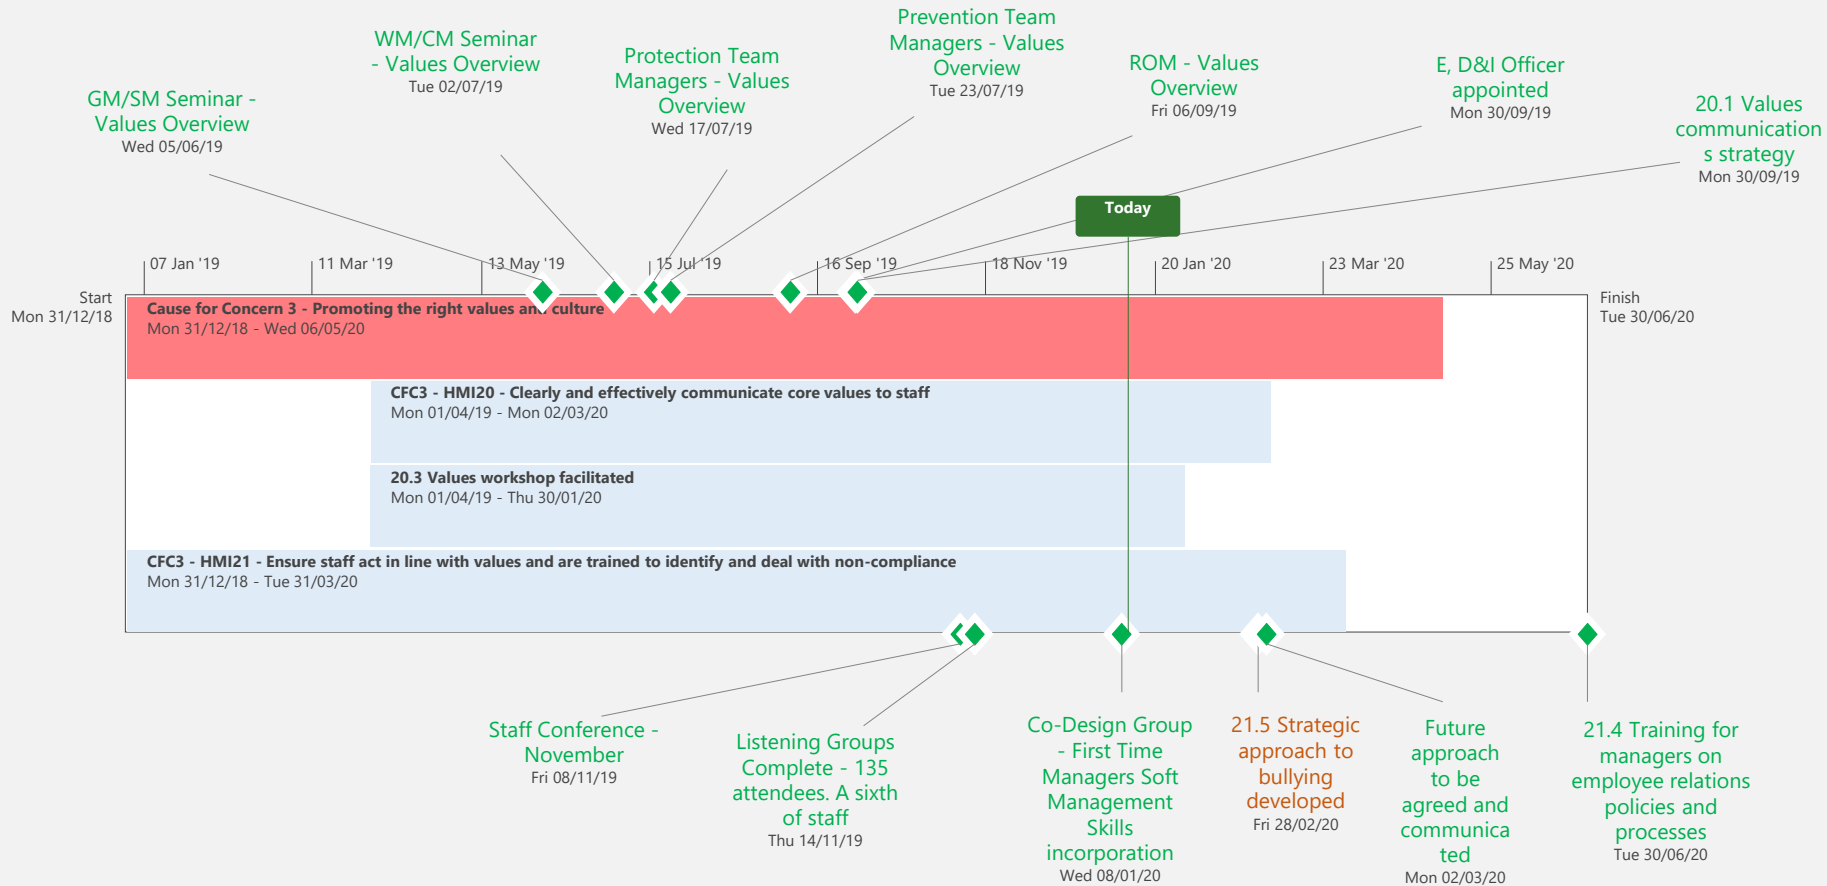 GM/SM Seminar -
Values Overview
Wed 05/06/19
WM/CM Seminar
- Values Overview
Tue 02/07/19
Protection Team
Managers - Values
Overview
Wed 17/07/19
Prevention Team
Managers - Values
Overview
Tue 23/07/19
ROM - Values
Overview
Fri 06/09/19
E, D&I Officer
appointed
Mon 30/09/19
20.1 Values
communication
s strategy
Mon 30/09/19
Today
07 Jan '19
11 Mar '19
13 May '19
15 Jul '19
16 Sep '19
18 Nov '19
20 Jan '20
23 Mar '20
25 May '20
Start
Mon 31/12/18
Finish
Tue 30/06/20
Cause for Concern 3 - Promoting the right values and culture
Mon 31/12/18 - Wed 06/05/20
CFC3 - HMI20 - Clearly and effectively communicate core values to staff
Mon 01/04/19 - Mon 02/03/20
20.3 Values workshop facilitated
Mon 01/04/19 - Thu 30/01/20
CFC3 - HMI21 - Ensure staff act in line with values and are trained to identify and deal with non-compliance
Mon 31/12/18 - Tue 31/03/20
Staff Conference -
November
Fri 08/11/19
Listening Groups
Complete - 135
attendees. A sixth
of staff
Thu 14/11/19
Co-Design Group
- First Time
Managers Soft
Management
Skills
incorporation
Wed 08/01/20
21.5 Strategic
approach to
bullying
developed
Fri 28/02/20
Future
approach
to be
agreed and
communica
ted
Mon 02/03/20
21.4 Training for
managers on
employee relations
policies and
processes
Tue 30/06/20